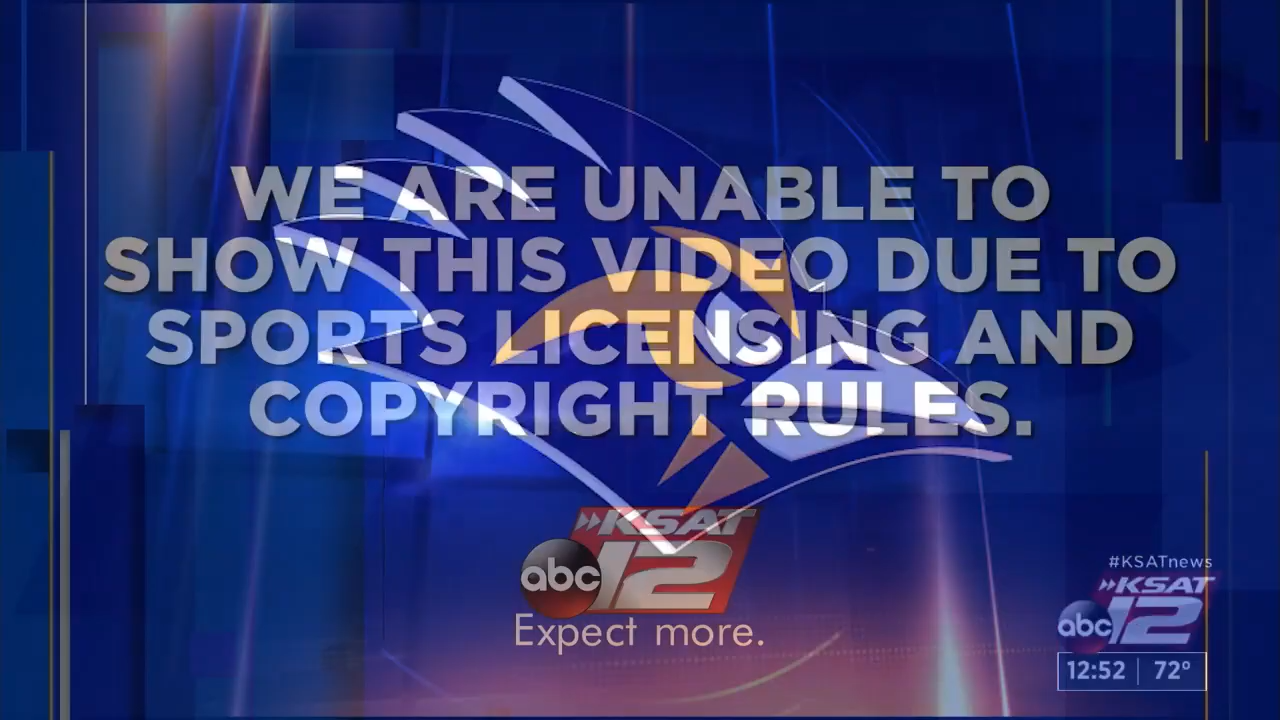 WE ARE UNABLE TO
SHOW THIS VIDEO DUE TO
SPORTS LICENSING AND
COPYRIGHT RULES.
KSAT
abc 12
Expect more.
#KSATnews
KSAT
abc 12
12:52 72°